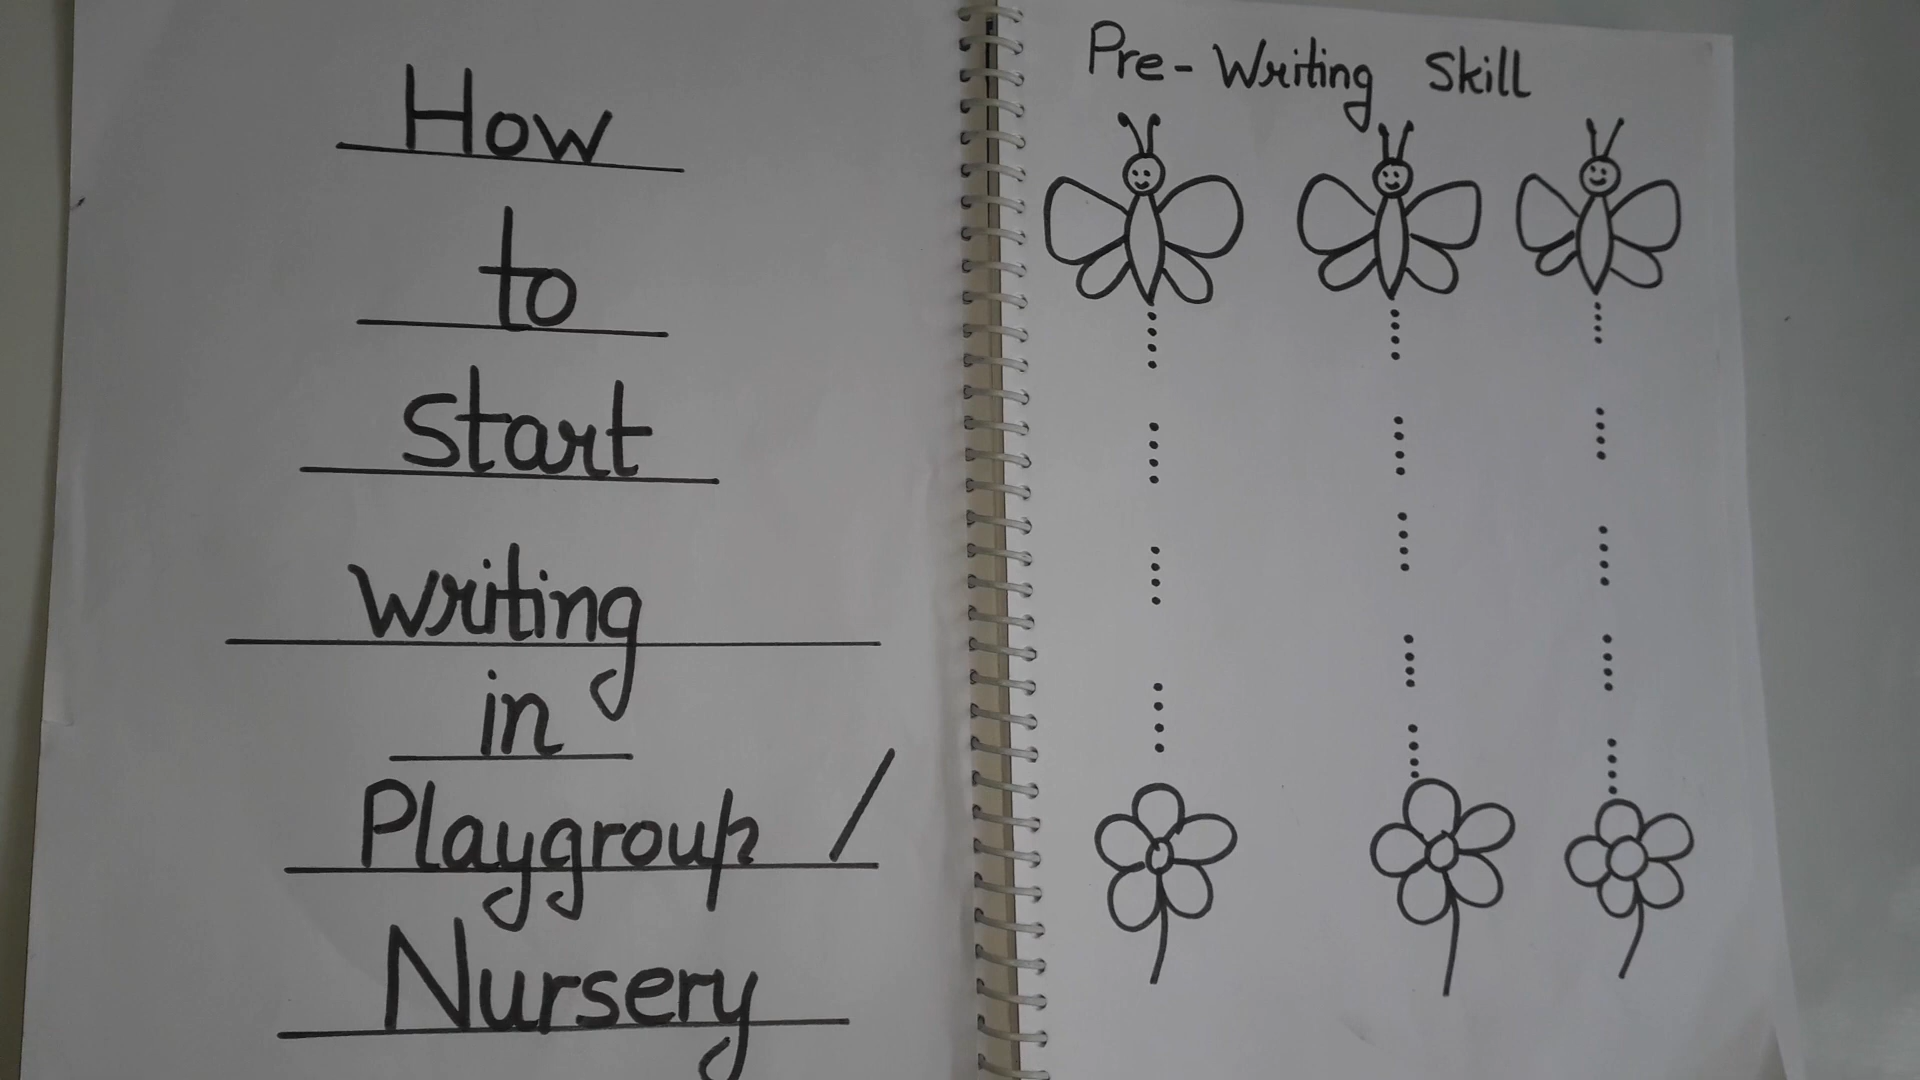 How
to
Start
writing
in
Playgroup /
Nursery
Pre-Writing Skill